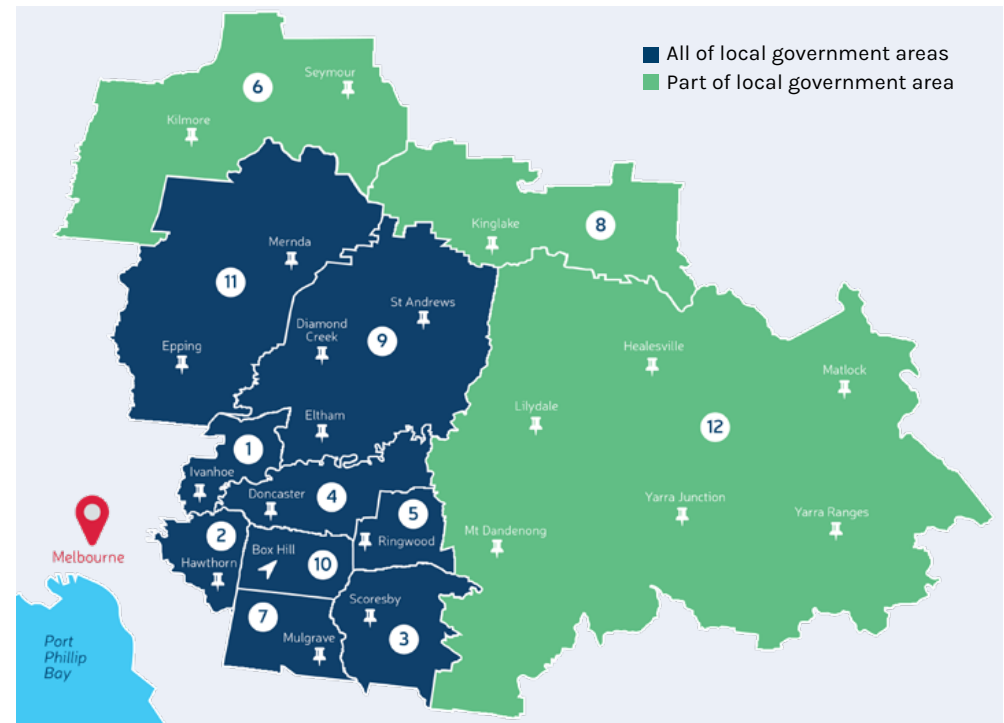 All of local government areas
Part of local government area
Seymour
6
Kilmore
Kinglake
8
Mernda
11
St Andrews
Diamond
Creek
9
Epping
Healesville
Matlock
Lilydale
12
Eltham
1
Ivanhoe
Doncaster
4
5
Ringwood
Yarra Junction
Yarra Ranges
Mt Dandenong
2
Hawthorn
Box Hill
10
Melbourne
Scoresby
7
Mulgrave
3
Port
Phillip
Bay